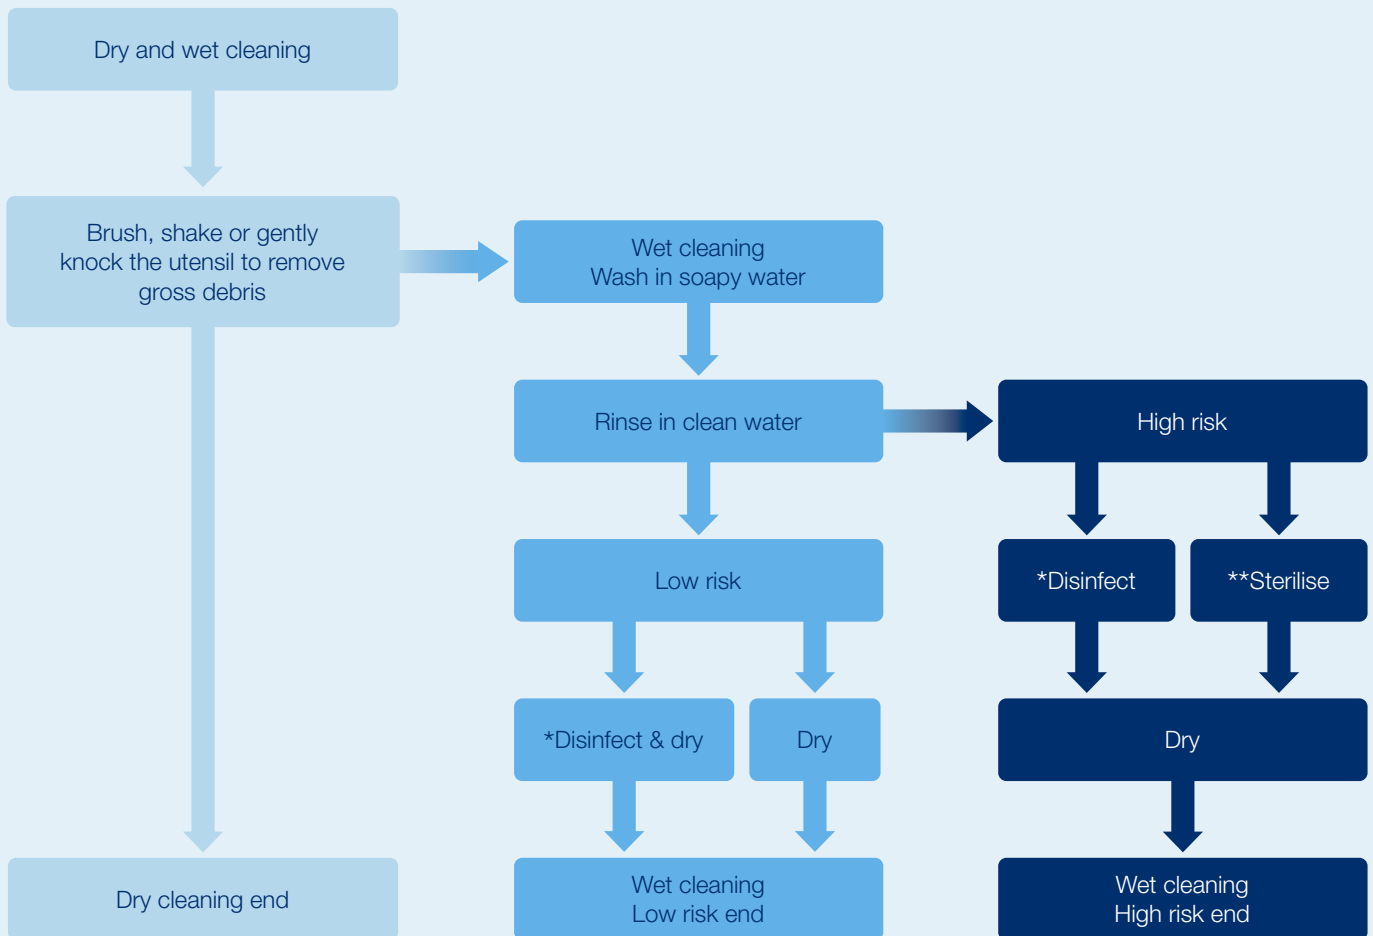 Dry and wet cleaning
Brush, shake or gently
knock the utensil to remove
gross debris
Wet cleaning
Wash in soapy water
Rinse in clean water
High risk
Low risk
*Disinfect
**Sterilise
*Disinfect & dry
Dry
Dry
Dry cleaning end
Wet cleaning
Low risk end
Wet cleaning
High risk end